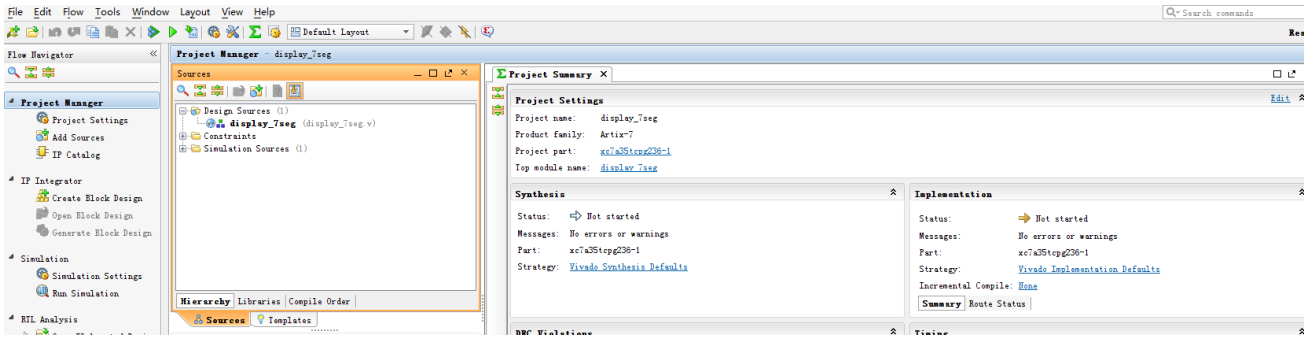 File Edit Flow Tools Window Layout View Help
Search commands
Default Layout
Flow Navigator
Project Manager - display_7seg
Project Manager
Project Settings
Add Sources
IP Catalog
IP Integrator
Create Block Design
Open Block Design
Generate Block Design
Simulation
Simulation Settings
Run Simulation
RTL Analysis
Sources
Design Sources (1)
display_7seg (display_7seg.v)
Constraints
Simulation Sources (1)
Hierarchy Libraries Compile Order
Sources Templates
Project Summary
Project Settings Edit
Project name: display_7seg
Product family: Artix-7
Project part: xc7a35tcpg236-1
Top module name: display_7seg
Synthesis
Status: Not started
Messages: No errors or warnings
Part: xc7a35tcpg236-1
Strategy: Vivado Synthesis Defaults
Implementation
Status: Not started
Messages: No errors or warnings
Part: xc7a35tcpg236-1
Strategy: Vivado Implementation Defaults
Incremental Compile: None
Summary Route Status
DRC Violations
Timing